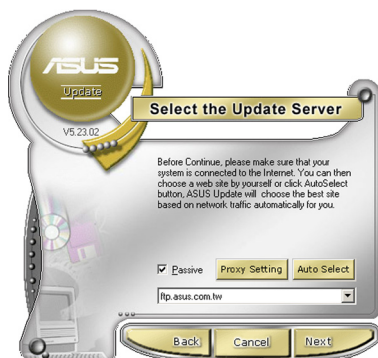 ASUS
Update
V5.23.02
Select the Update Server
Before Continue, please make sure that your
system is connected to the Internet. You can then
choose a web site by yourself or click AutoSelect
button, ASUS Update will choose the best site
based on network traffic automatically for you.
Passive
Proxy Setting
Auto Select
ftp.asus.com.tw
Back
Cancel
Next